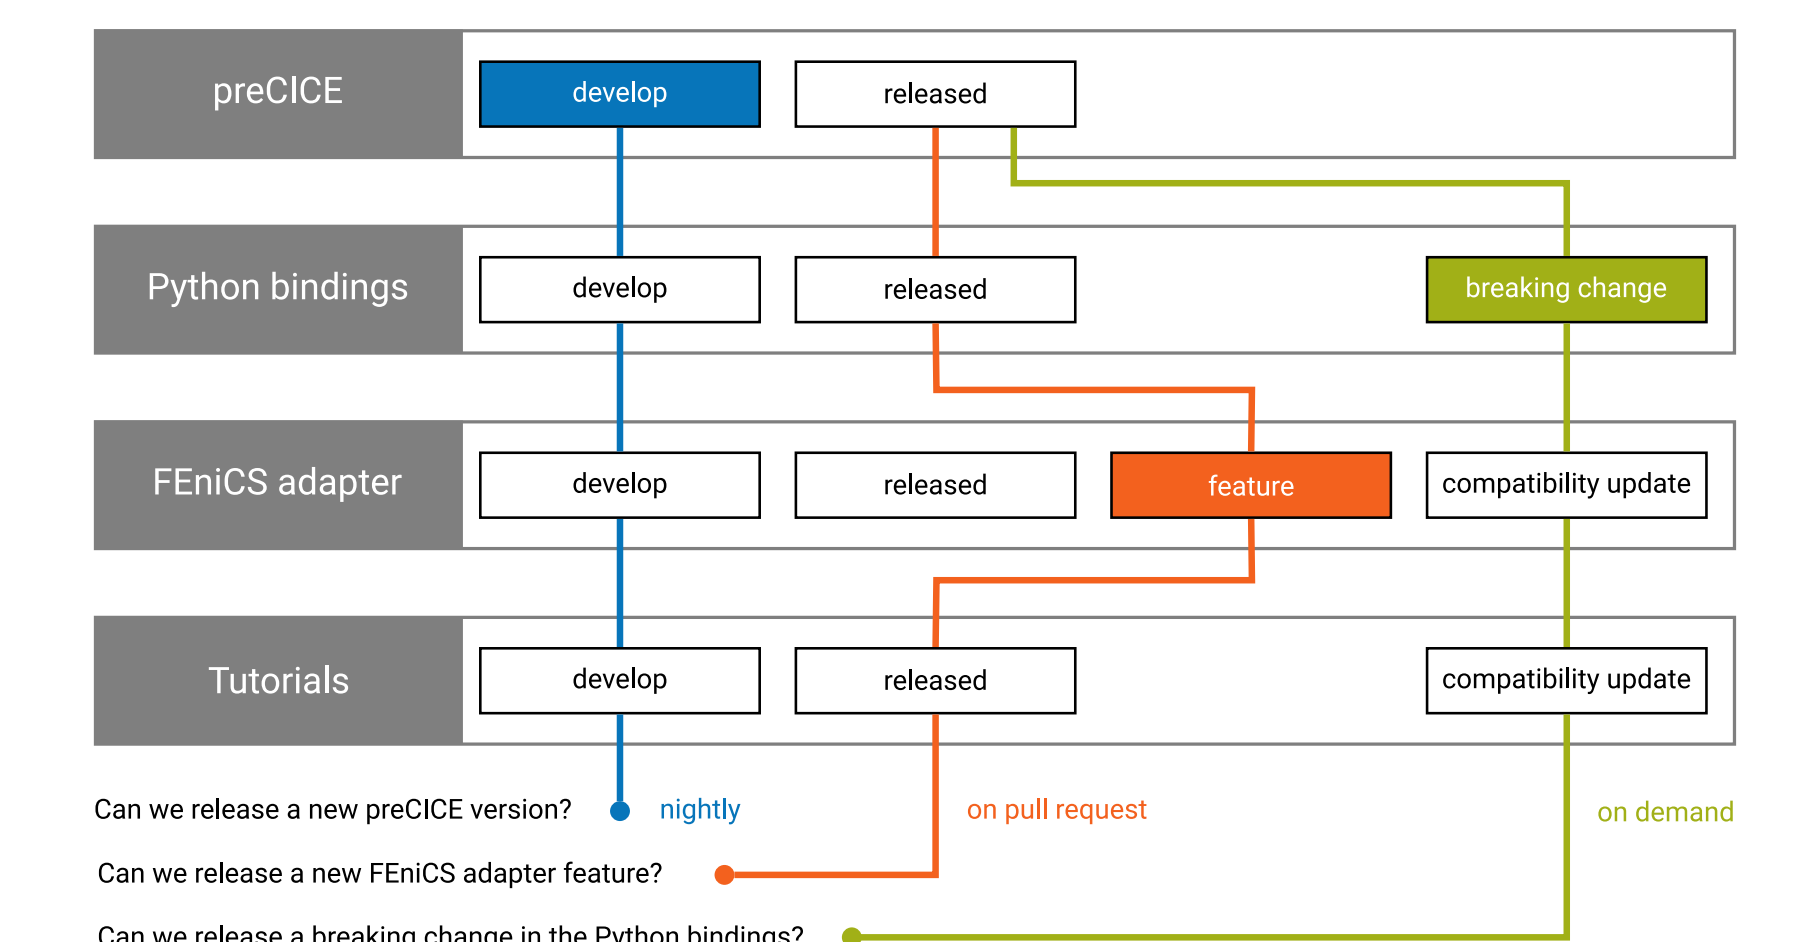 preCICE
develop
released
Python bindings
develop
released
breaking change
FEniCS adapter
develop
released
feature
compatibility update
Tutorials
develop
released
compatibility update
Can we release a new preCICE version?
nightly
on pull request
on demand
Can we release a new FEniCS adapter feature?
Can we release a breaking change in the Python bindings?